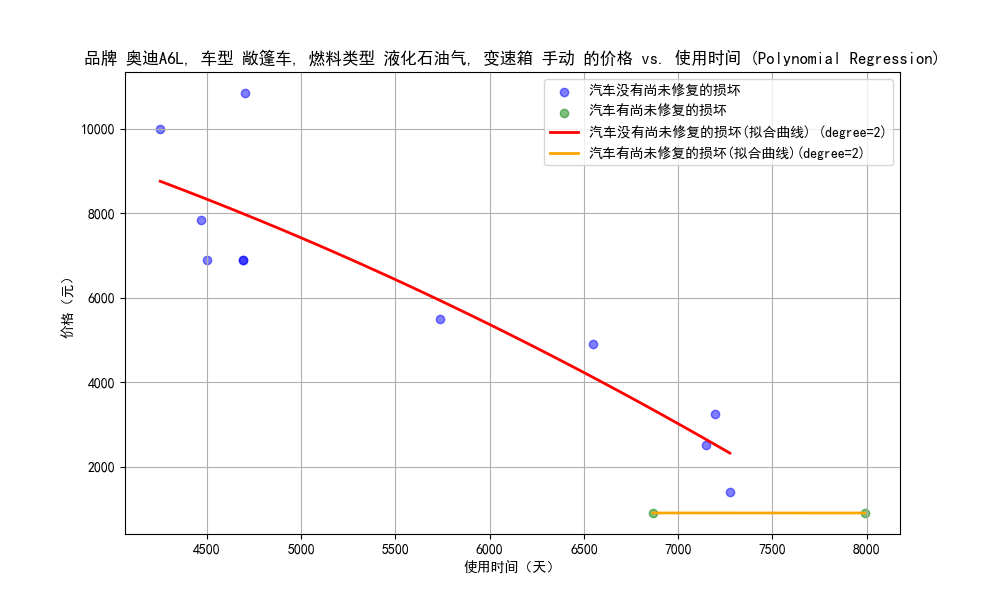 品牌 奥迪A6L, 车型 敞篷车, 燃料类型 液化石油气, 变速箱 手动 的价格 vs. 使用时间 (Polynomial Regression)
汽车没有尚未修复的损坏
汽车有尚未修复的损坏
汽车没有尚未修复的损坏(拟合曲线) (degree=2)
汽车有尚未修复的损坏(拟合曲线)(degree=2)
10000
8000
6000
4000
2000
价格（元）
4500 5000 5500 6000 6500 7000 7500 8000
使用时间（天）